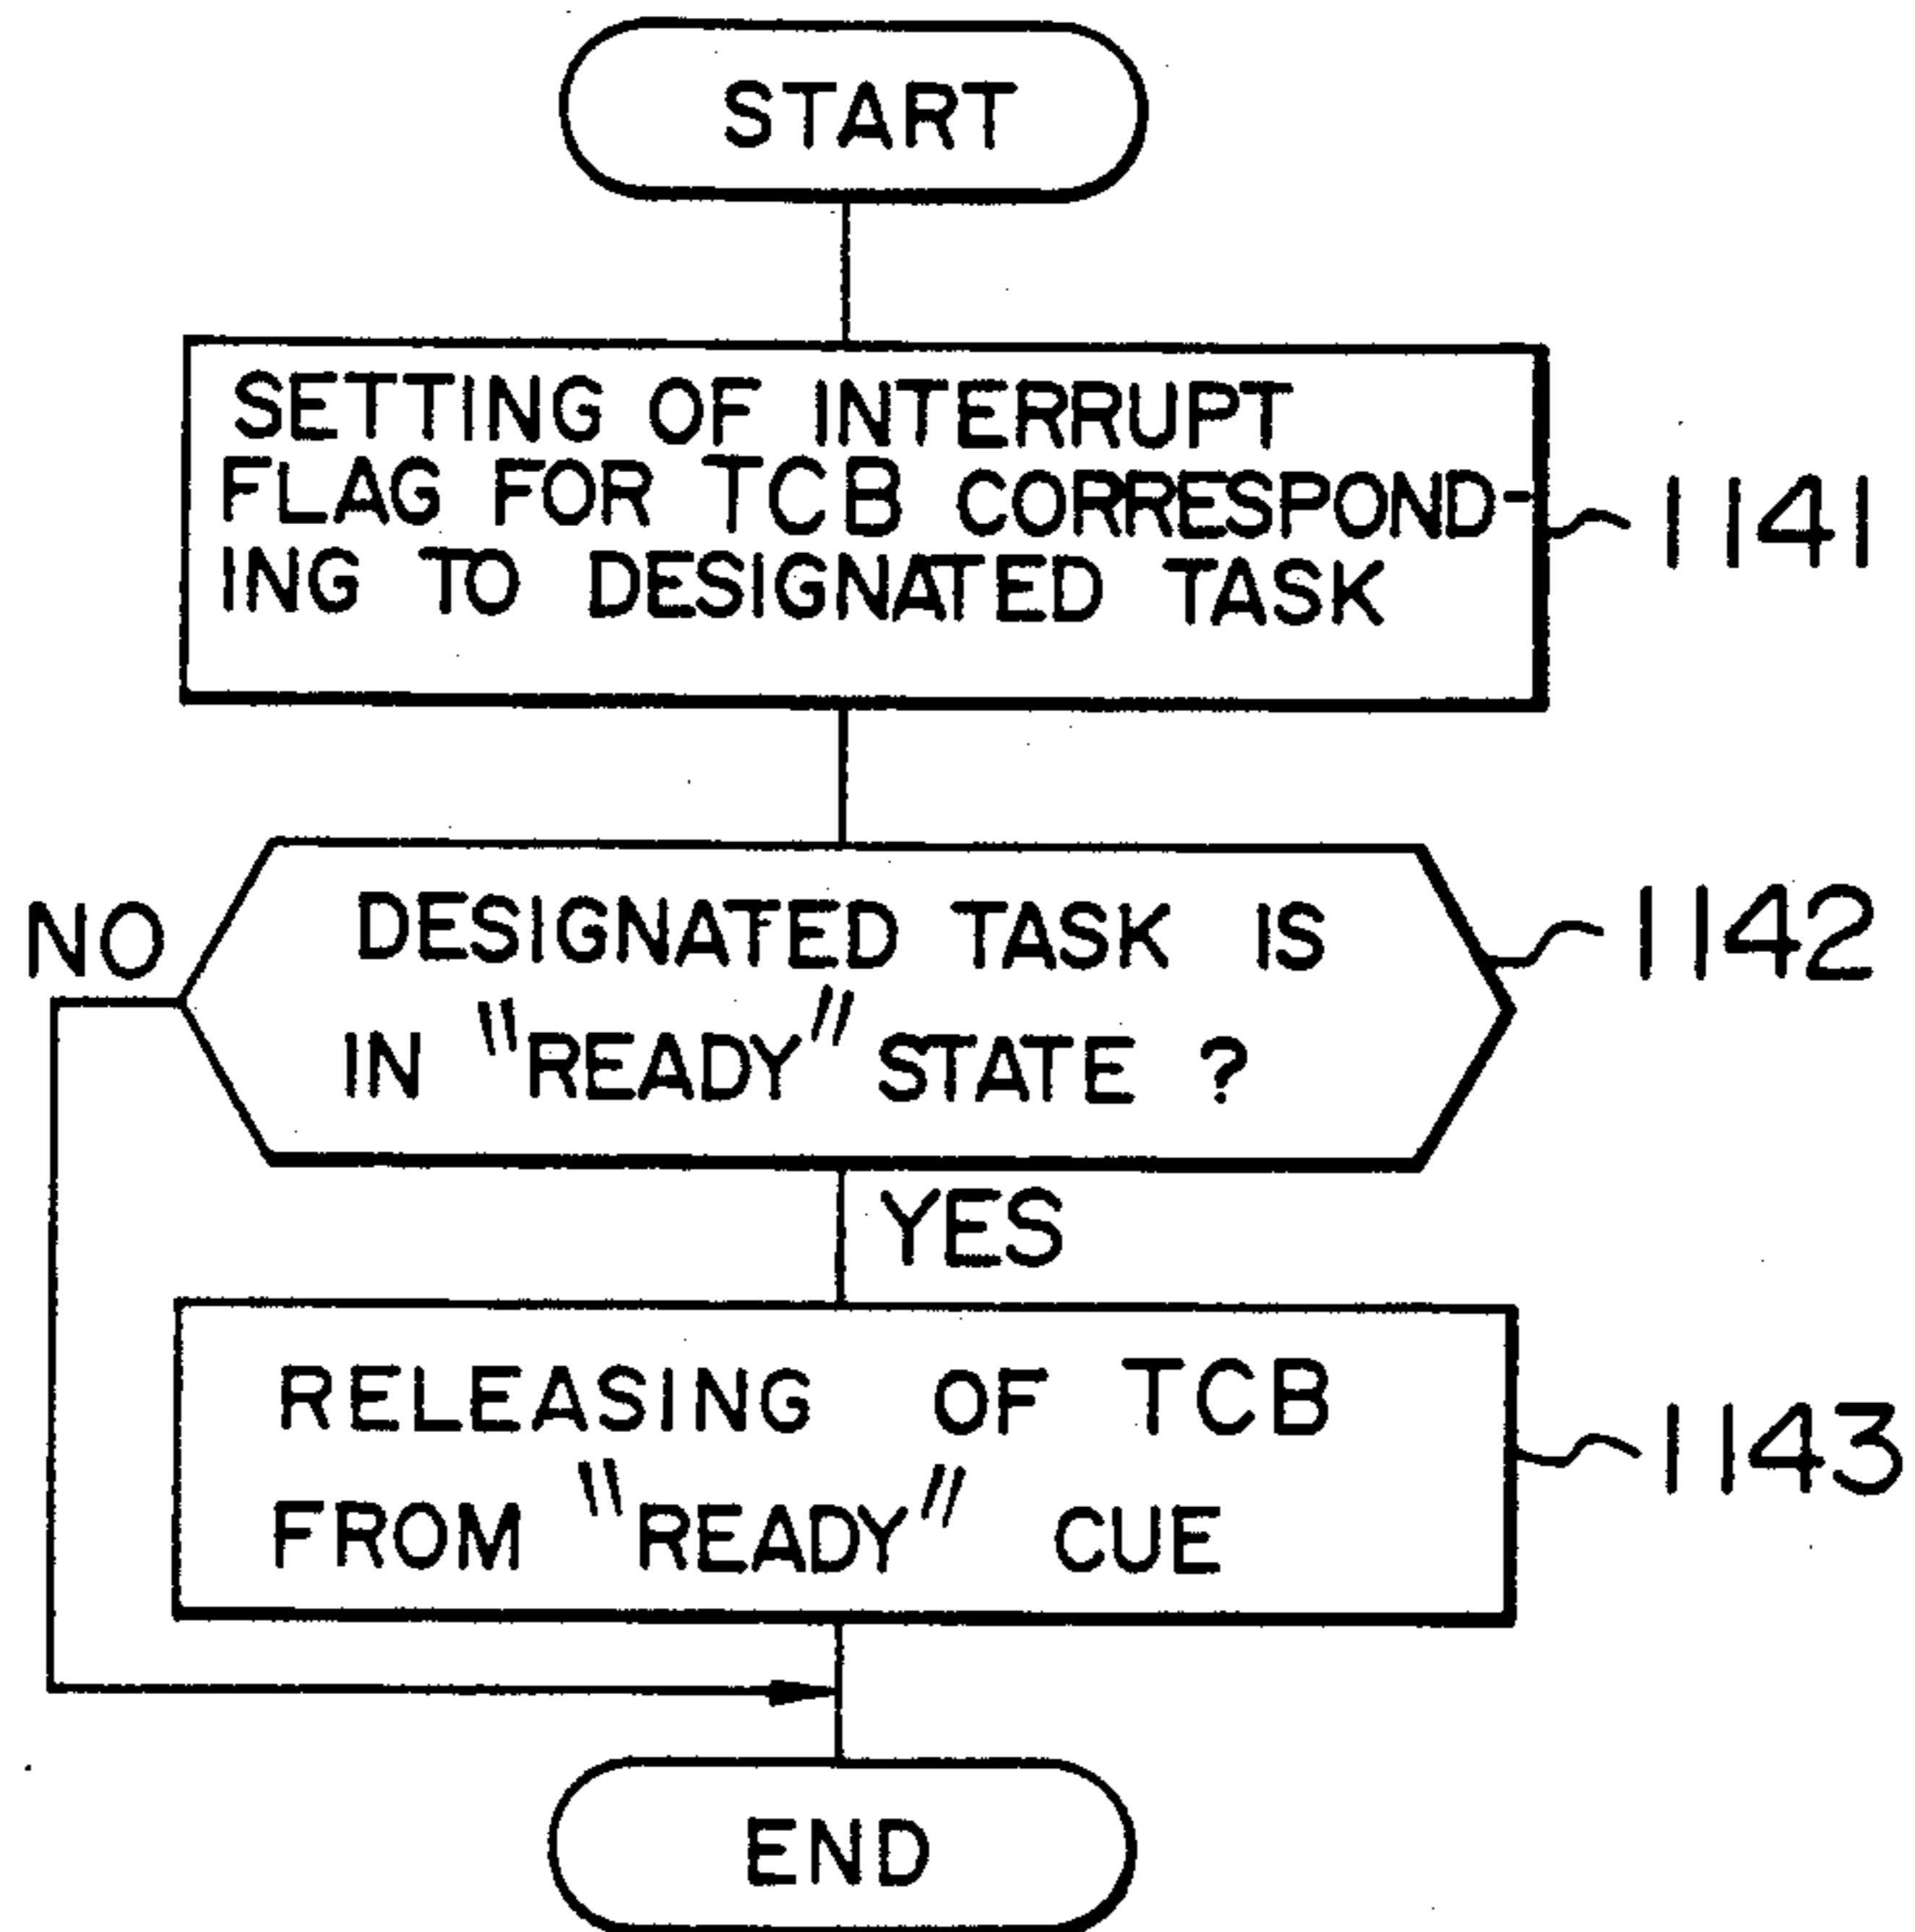 START
SETTING OF INTERRUPT
FLAG FOR TCB CORRESPOND-
ING TO DESIGNATED TASK
1141
NO
DESIGNATED TASK IS
IN "READY" STATE ?
1142
YES
RELEASING OF TCB
FROM "READY" CUE
1143
END